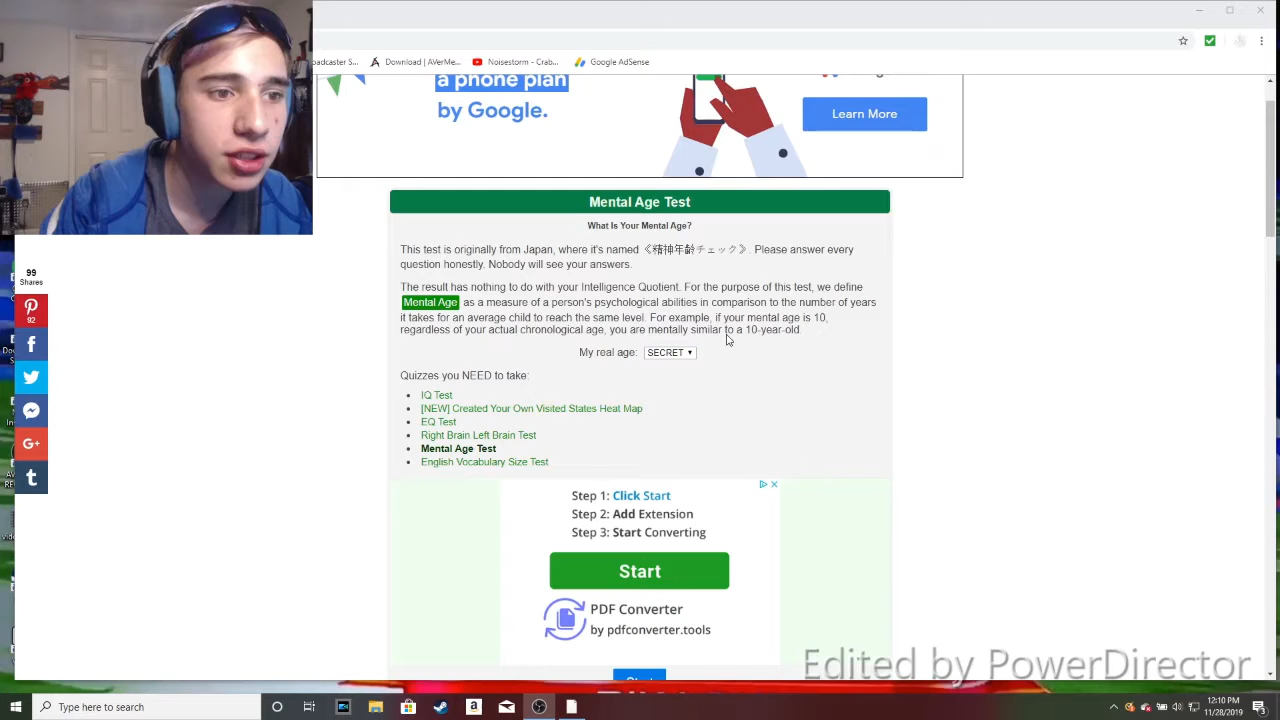 oadcaster S...
Download | AVerMe...
Noisestorm - Crab...
Google AdSense
a phone plan
by Google.
Learn More
Mental Age Test
What Is Your Mental Age?
This test is originally from Japan, where it's named 《精神年齢チェック》. Please answer every
question honestly. Nobody will see your answers.
The result has nothing to do with your Intelligence Quotient. For the purpose of this test, we define
Mental Age as a measure of a person's psychological abilities in comparison to the number of years
it takes for an average child to reach the same level. For example, if your mental age is 10,
regardless of your actual chronological age, you are mentally similar to a 10-year-old.
My real age: SECRET
Quizzes you NEED to take:
IQ Test
[NEW] Created Your Own Visited States Heat Map
EQ Test
Right Brain Left Brain Test
Mental Age Test
English Vocabulary Size Test
99
Shares
92
Step 1: Click Start
Step 2: Add Extension
Step 3: Start Converting
Start
PDF Converter
by pdfconverter.tools
Edited by PowerDirector
Type here to search
12:10 PM
11/28/2019